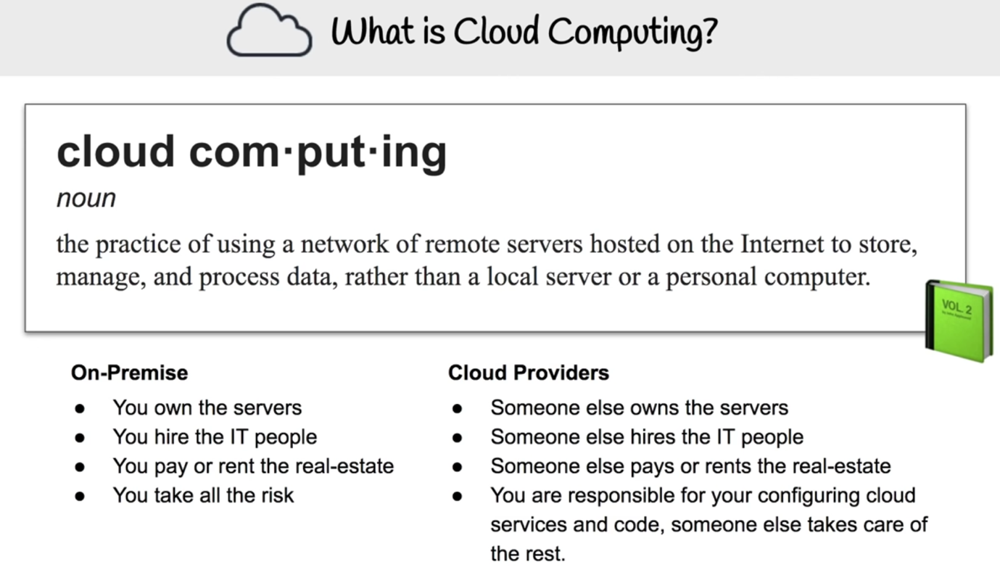 What is Cloud Computing?
cloud com·put·ing
noun
the practice of using a network of remote servers hosted on the Internet to store,
manage, and process data, rather than a local server or a personal computer.
VOL. 2
On-Premise
● You own the servers
● You hire the IT people
● You pay or rent the real-estate
● You take all the risk
Cloud Providers
● Someone else owns the servers
● Someone else hires the IT people
● Someone else pays or rents the real-estate
● You are responsible for your configuring cloud
services and code, someone else takes care of
the rest.